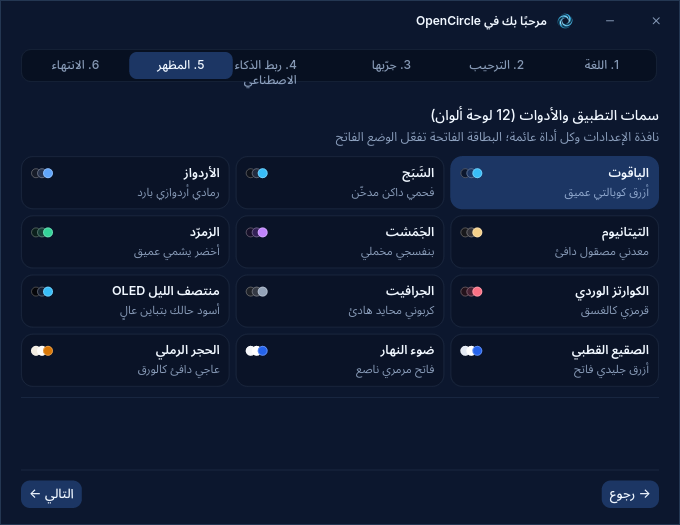 مرحبًا بك في OpenCircle
1. اللغة
2. الترحيب
3. جرّبها
4. ربط الذكاء الاصطناعي
5. المظهر
6. الانتهاء
سمات التطبيق والأدوات (12 لوحة ألوان)
نافذة الإعدادات وكل أداة عائمة؛ البطاقة الفاتحة تفعّل الوضع الفاتح
الياقوت
أزرق كوبالتي عميق
السَّبَج
فحمي داكن مدخّن
الأردواز
رمادي أردوازي بارد
التيتانيوم
معدني مصقول دافئ
الجَمَشت
بنفسجي مخملي
الزمرّد
أخضر يشمي عميق
الكوارتز الوردي
قرمزي كالغسق
الجرافيت
كربوني محايد هادئ
منتصف الليل OLED
أسود حالك بتباين عالٍ
الصقيع القطبي
أزرق جليدي فاتح
ضوء النهار
فاتح مرمري ناصع
الحجر الرملي
عاجي دافئ كالورق
→ رجوع
التالي ←